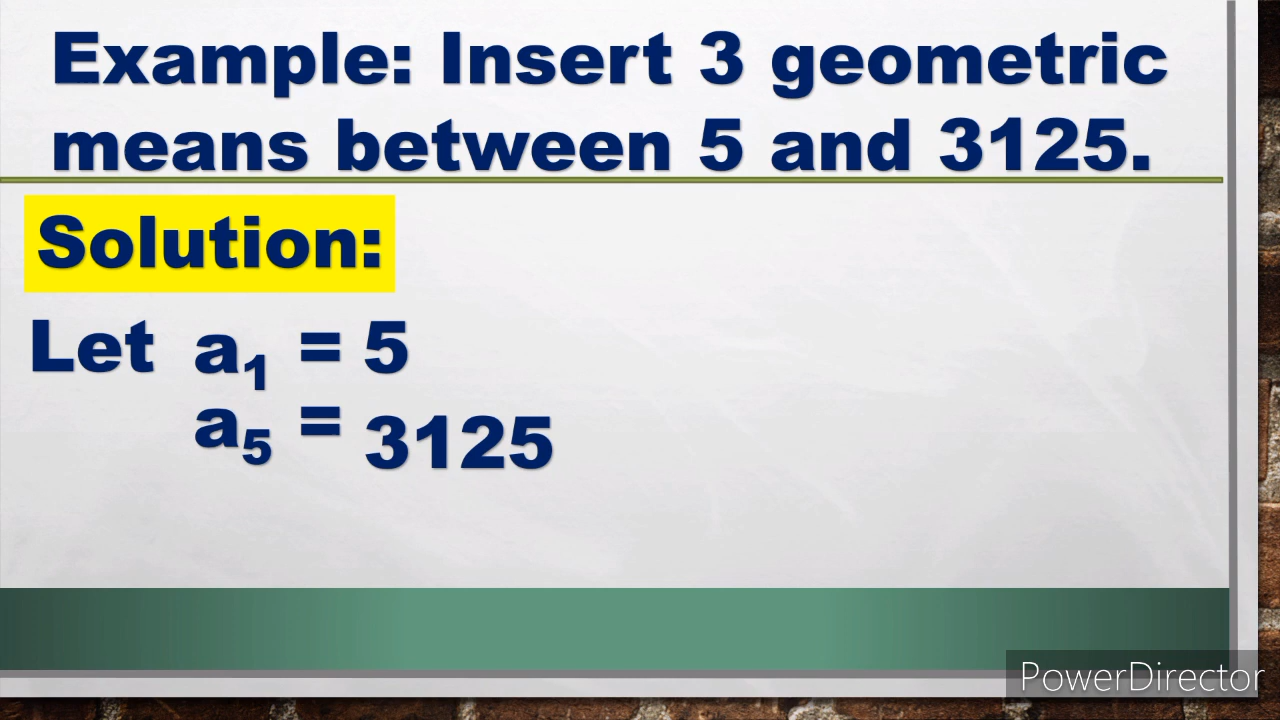 Example: Insert 3 geometric
means between 5 and 3125.
Solution:
Let a₁ = 5
a₅ = 3125
PowerDirector